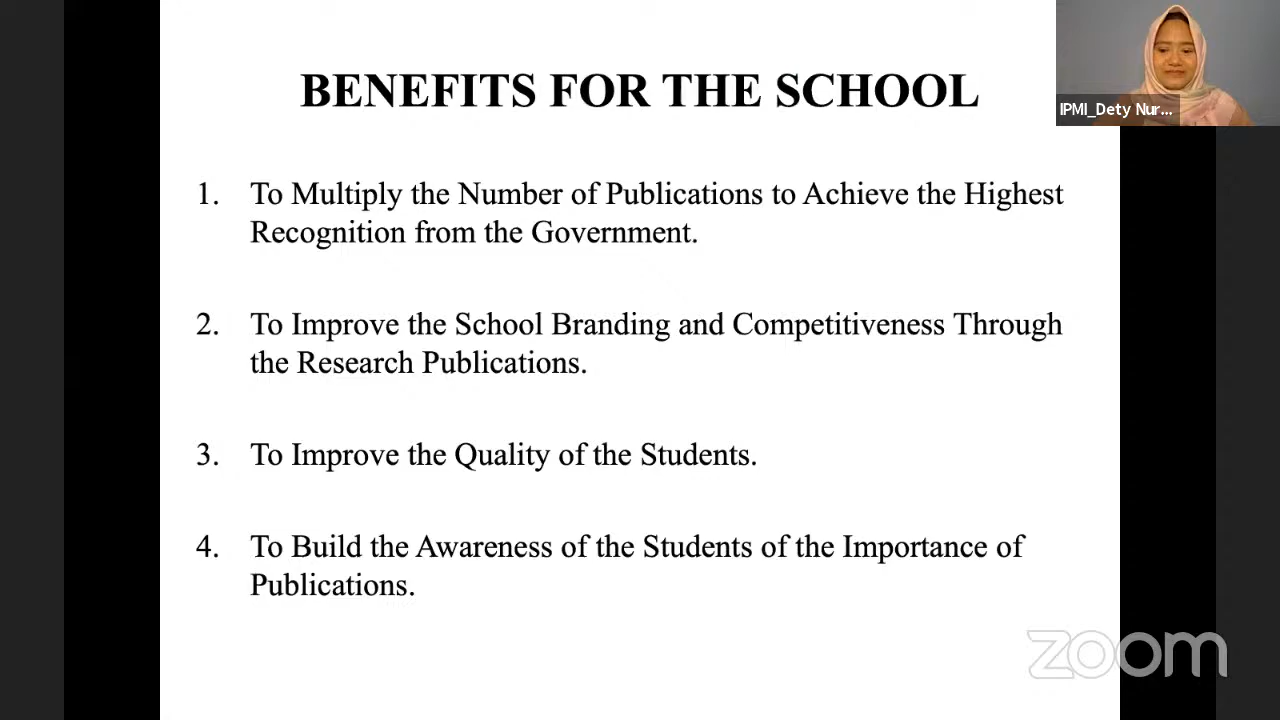 BENEFITS FOR THE SCHOOL
IPMI_Dety Nur...
1. To Multiply the Number of Publications to Achieve the Highest
Recognition from the Government.
2. To Improve the School Branding and Competitiveness Through
the Research Publications.
3. To Improve the Quality of the Students.
4. To Build the Awareness of the Students of the Importance of
Publications.
zoom